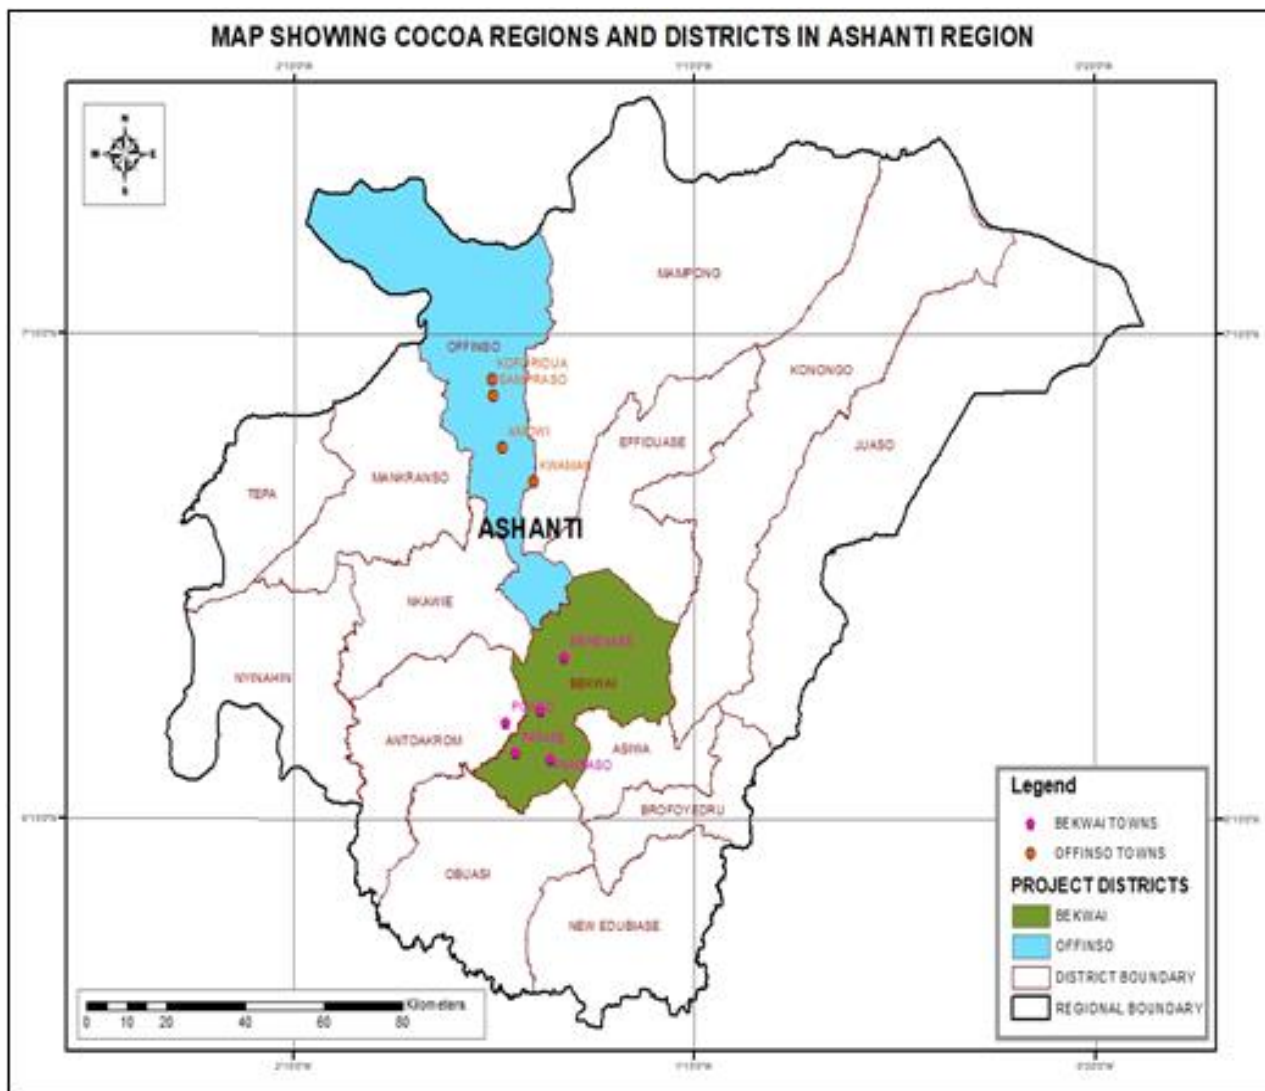 MAP SHOWING COCOA REGIONS AND DISTRICTS IN ASHANTI REGION
N
E
S
MAMPONG
OFFINSO
KONONGO
EFFIDUASE
JUASO
KWAMAN
MANKRANSO
TEPA
ASHANTI
NKAWIE
BEKWAI
NYINAHIN
ANTOAKROM
ASIWA
BROFOYEDRU
OBUASI
NEW EDUBIASE
Legend
BEKWAI TOWNS
OFFINSO TOWNS
PROJECT DISTRICTS
BEKWAI
OFFINSO
DISTRICT BOUNDARY
REGIONAL BOUNDARY
Kilometers
0 10 20 40 60 80